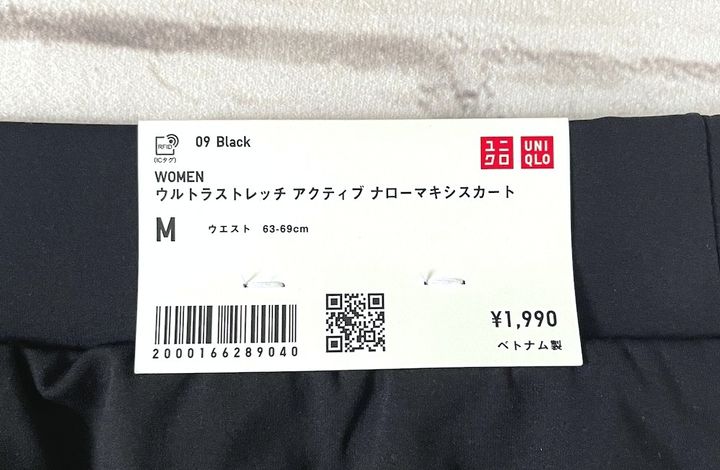 RFID
(ICタグ)
09 Black
ユニクロ
UNIQLO
WOMEN
ウルトラストレッチ アクティブ ナローマキシスカート
M
ウエスト 63-69cm
2000166289040
¥1,990
ベトナム製